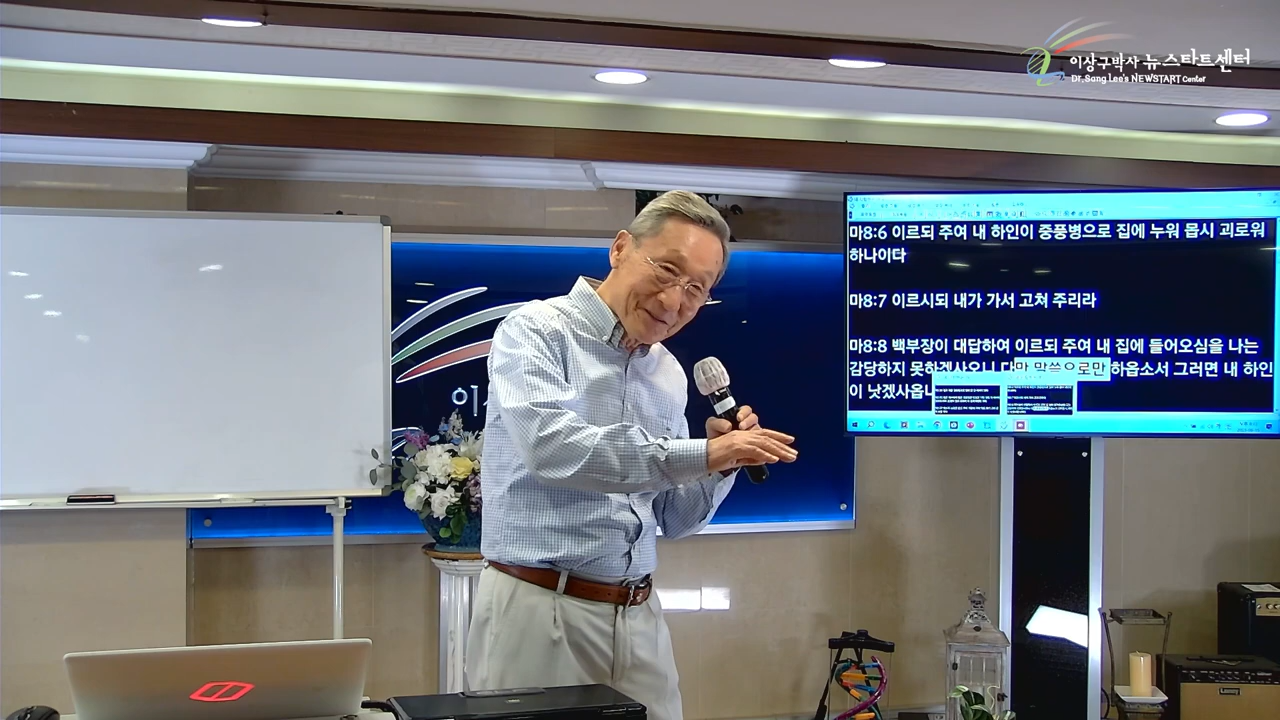 이상구박사 뉴스타트센터
Dr. Sang Lee's NEWSTART Center
마8:6 이르되 주여 내 하인이 중풍병으로 집에 누워 몹시 괴로워
하나이다
마8:7 이르시되 내가 가서 고쳐 주리라
마8:8 백부장이 대답하여 이르되 주여 내 집에 들어오심을 나는
감당하지 못하겠사오니 다만 말씀으로만 하옵소서 그러면 내 하인
이 낫겠사옵
이상
Laney